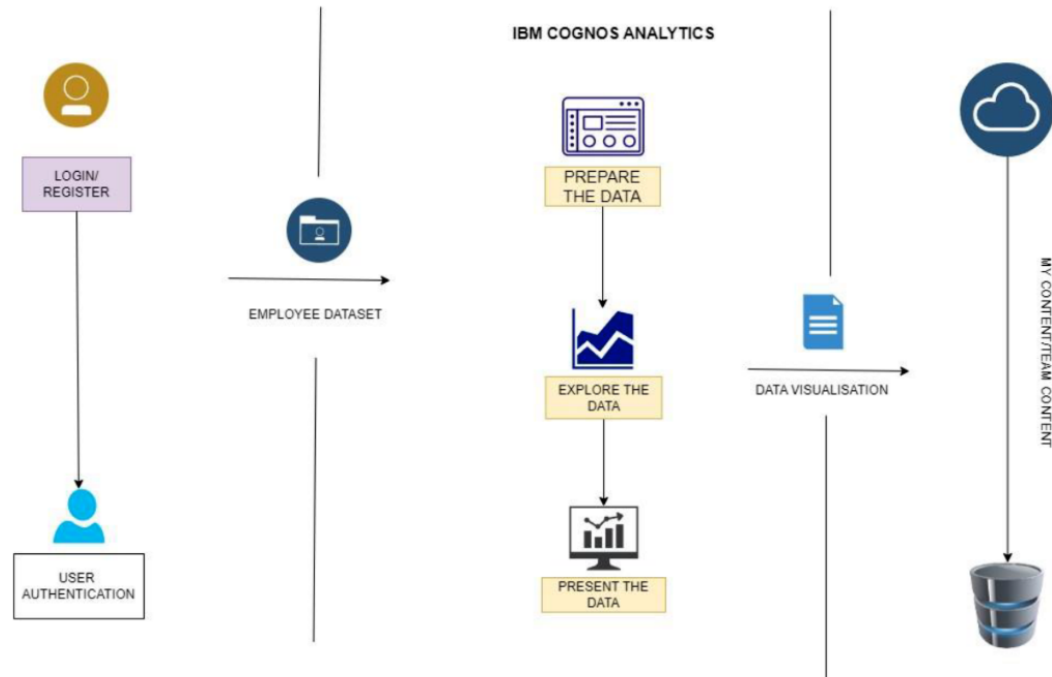 IBM COGNOS ANALYTICS
LOGIN/
REGISTER
EMPLOYEE DATASET
USER
AUTHENTICATION
PREPARE
THE DATA
EXPLORE THE
DATA
PRESENT THE
DATA
DATA VISUALISATION
MY CONTENT/TEAM CONTENT